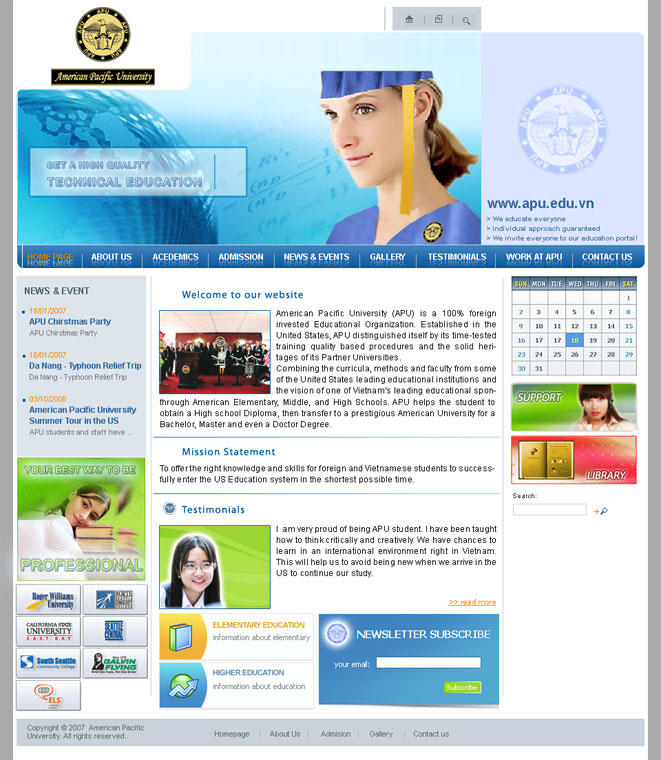 APU
American Pacific University
GET A HIGH QUALITY
TECHNICAL EDUCATION
APU
www.apu.edu.vn
> We educate everyone
> individual approach guaranteed
> We invite everyone to our education portal!
HOME PAGE
ABOUT US
ACEDEMICS
ADMISSION
NEWS & EVENTS
GALLERY
TESTIMONIALS
WORK AT APU
CONTACT US
NEWS & EVENT
18/01/2007
APU Chirstmas Party
APU Chirstmas Party
18/01/2007
Da Nang - Typhoon Relief Trip
Da Nang - Typhoon Relief Trip
03/10/2006
American Pacific University
Summer Tour in the US
APU students and staff have ...
YOUR BEST WAY TO BE
PROFESSIONAL
Roger Williams
University
CALIFORNIA STATE
UNIVERSITY
EAST BAY
SEATTLE
CENTRAL
South Seattle
Community College
GALVIN
FLYING
ELS
Welcome to our website
American Pacific University (APU) is a 100% foreign
invested Educational Organization. Established in the
United States, APU distinguished itself by its time-tested
training quality based procedures and the solid heri-
tages of its Partner Universities.
Combining the curricula, methods and faculty from some
of the United States leading educational institutions and
the vision of one of Vietnam's leading educational spon-
through American Elementary, Middle, and High Schools. APU helps the student to
obtain a High school Diploma, then transfer to a prestigious American University for a
Bachelor, Master and even a Doctor Degree.
Mission Statement
To offer the right knowledge and skills for foreign and Vietnamese students to success-
fully enter the US Education system in the shortest possible time.
Testimonials
I am very proud of being APU student. I have been taught
how to think critically and creatively. We have chances to
learn in an international environment right in Vietnam.
This will help us to avoid being new when we arrive in the
US to continue our study.
>> read more
ELEMENTARY EDUCATION
information about elementary
HIGHER EDUCATION
information about education
NEWSLETTER SUBSCRIBE
your email:
Subscribe
SUN MON TUE WED THU FRI SAT
1
2 9 10 11 12 13 8
9 10 11 12 13 14 15
16 17 18 18 20 21 22
23 24 25 26 27 28 29
30 31
SUPPORT
LIBRARY
Search:
Copyright © 2007 American Pacific
University. All rights reserved..
Homepage
About Us
Admision
Gallery
Contact us